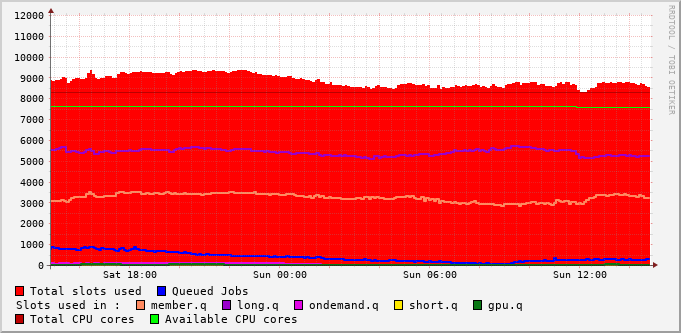 12000
11000
10000
9000
8000
7000
6000
5000
4000
3000
2000
1000
0
Sat 18:00 Sun 00:00 Sun 06:00 Sun 12:00
RRDTOOL / TOBI OETIKER
Total slots used Queued Jobs
Slots used in : member.q long.q ondemand.q short.q gpu.q
Total CPU cores Available CPU cores